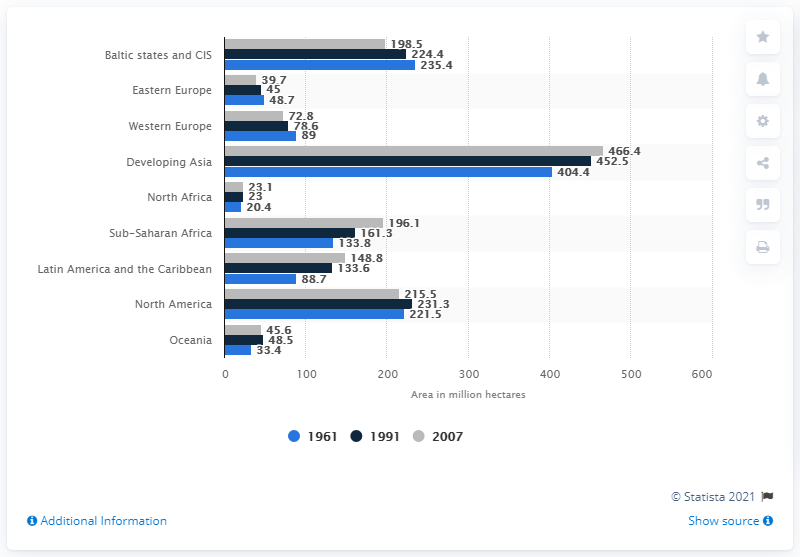 Baltic states and CIS
198.5
224.4
235.4
Eastern Europe
39.7
45
48.7
Western Europe
72.8
78.6
89
Developing Asia
466.4
452.5
404.4
North Africa
23.1
23
20.4
Sub-Saharan Africa
196.1
161.3
133.8
Latin America and the Caribbean
148.8
133.6
88.7
North America
215.5
231.3
221.5
Oceania
45.6
48.5
33.4
0 100 200 300 400 500 600
Area in million hectares
1961 1991 2007
© Statista 2021
Additional Information
Show source